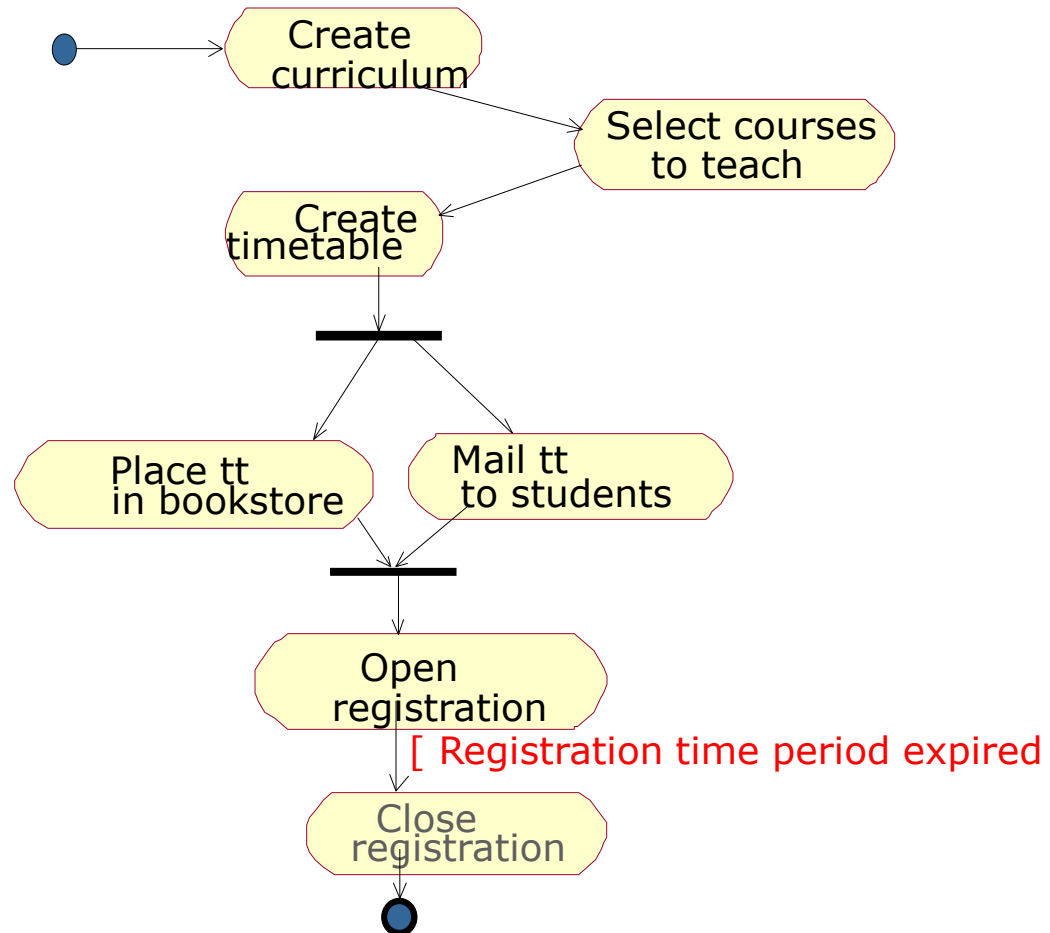 Create
curriculum
Select courses
to teach
Create
timetable
Place tt
in bookstore
Mail tt
to students
Open
registration
[ Registration time period expired
Close
registration